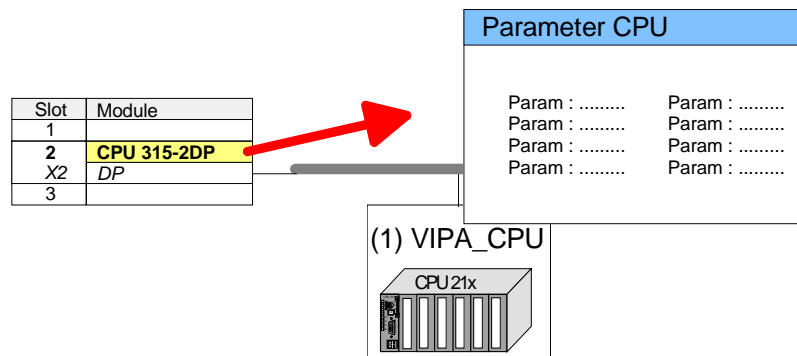 Parameter CPU
Param : ......... Param : .........
Param : ......... Param : .........
Param : ......... Param : .........
Param : ......... Param : .........
Slot Module
1
2 CPU 315-2DP
X2 DP
3
(1) VIPA_CPU
CPU 21x